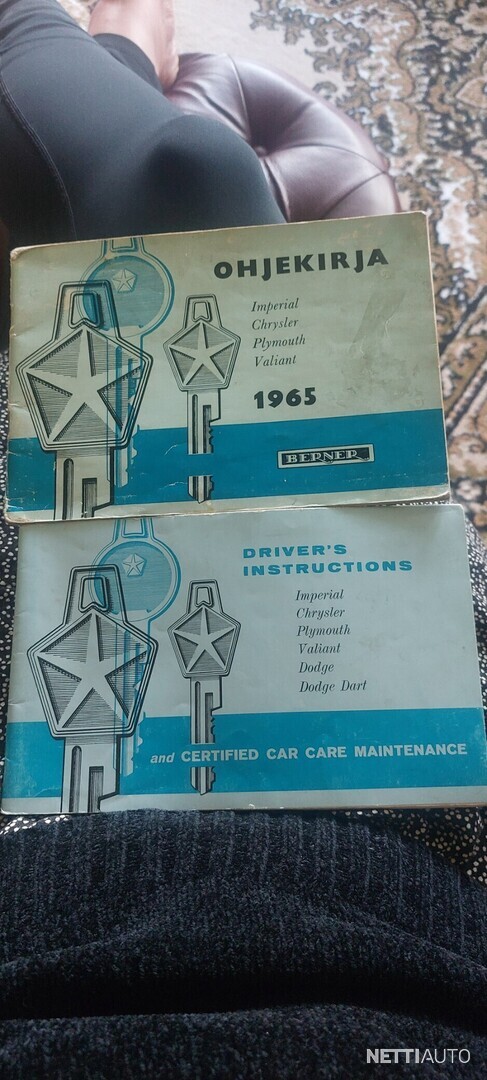 OHJEKIRJA
Imperial
Chrysler
Plymouth
Valiant
1965
BERNER
DRIVER'S
INSTRUCTIONS
Imperial
Chrysler
Plymouth
Valiant
Dodge
Dodge Dart
and CERTIFIED CAR CARE MAINTENANCE
NETTIAUTO